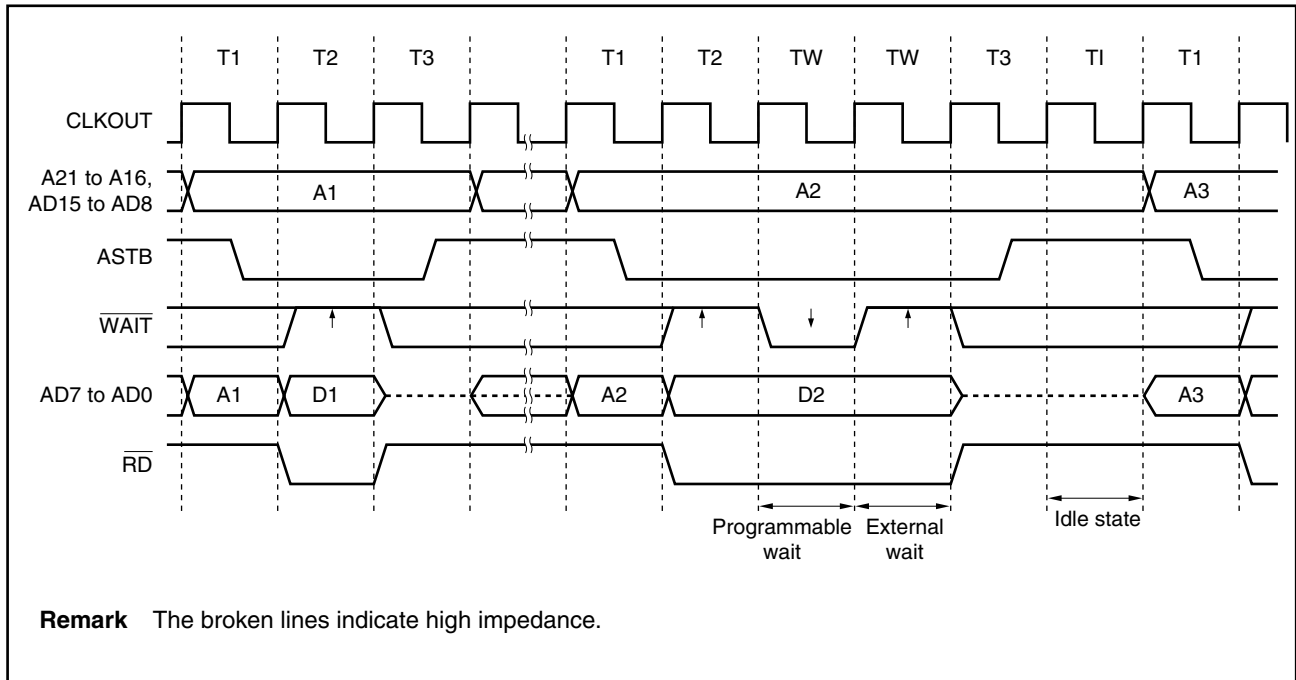 T1 T2 T3 T1 T2 TW TW T3 TI T1
CLKOUT
A21 to A16,
AD15 to AD8
A1 A2 A3
ASTB
WAIT
AD7 to AD0 A1 D1 A2 D2 A3
RD
Programmable
wait
External
wait
Idle state
Remark The broken lines indicate high impedance.